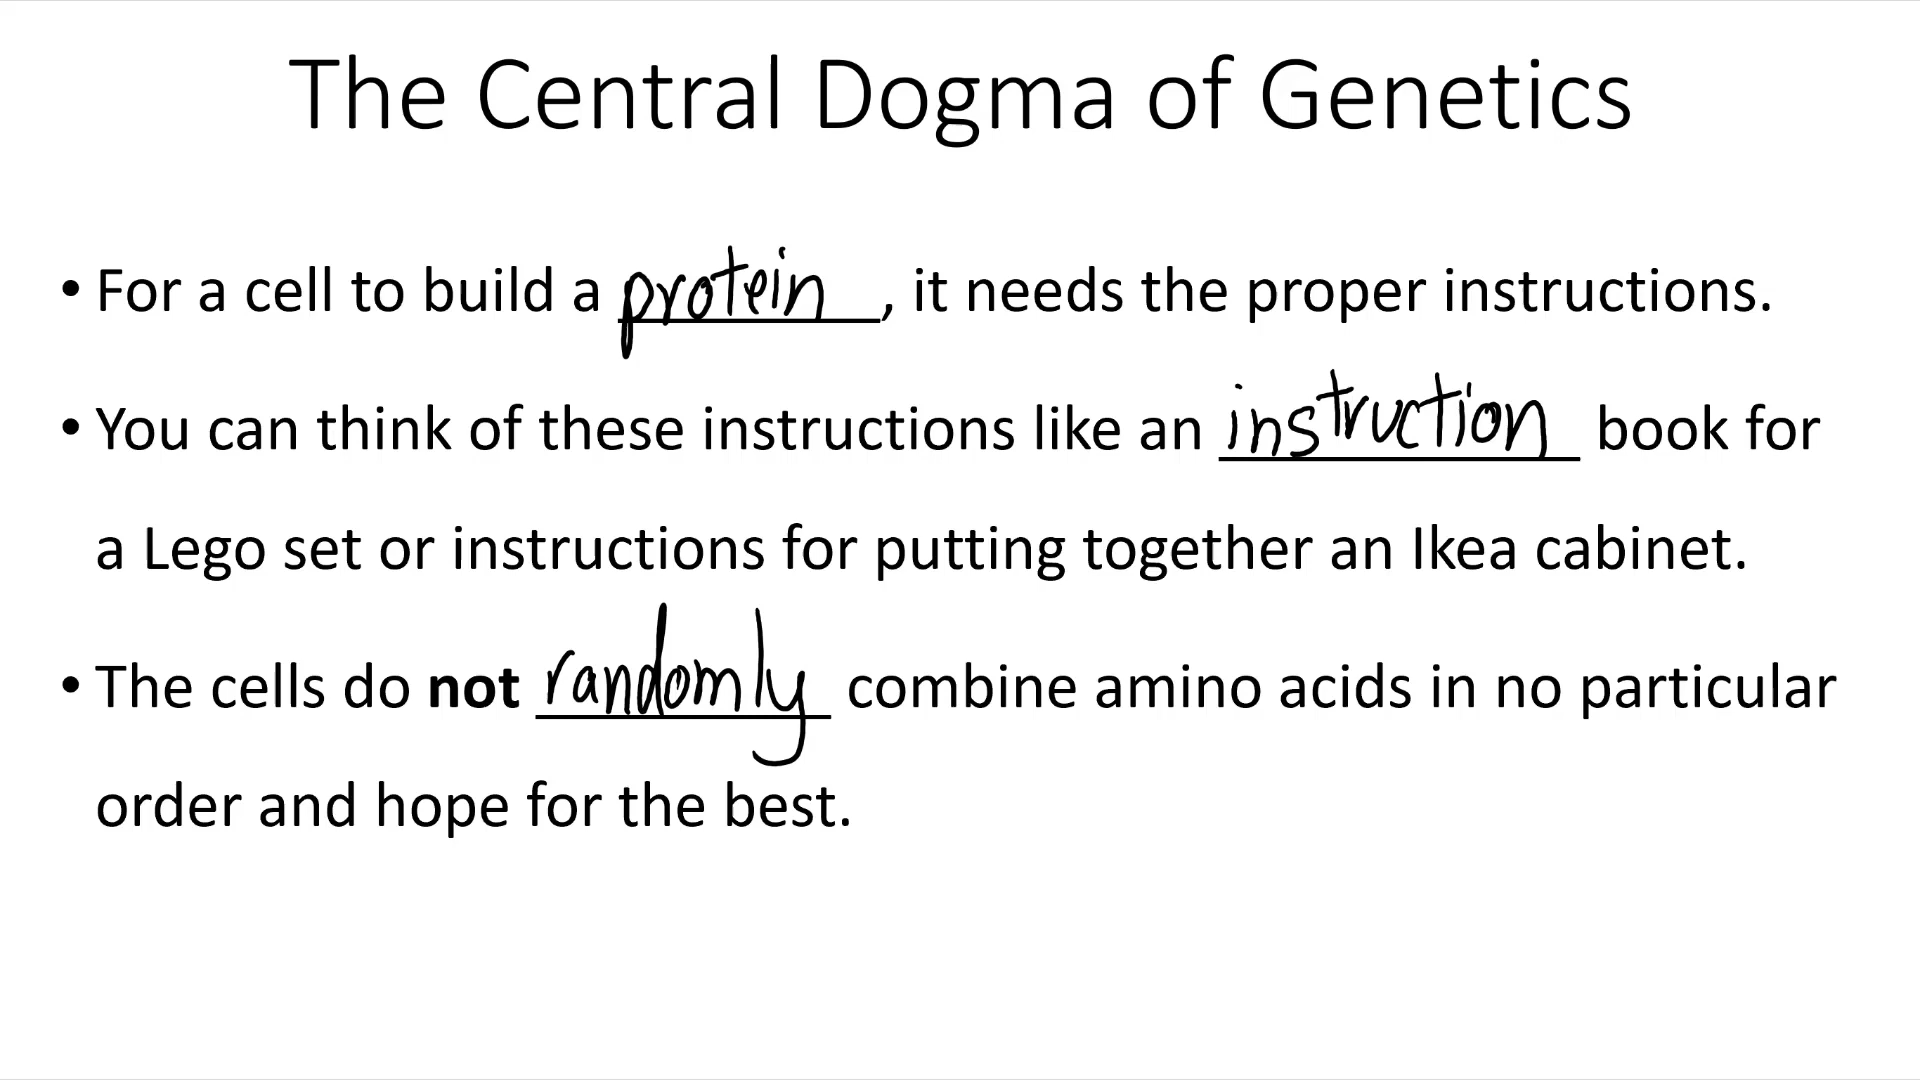 The Central Dogma of Genetics
• For a cell to build a protein, it needs the proper instructions.
• You can think of these instructions like an instruction book for
a Lego set or instructions for putting together an Ikea cabinet.
• The cells do not randomly combine amino acids in no particular
order and hope for the best.